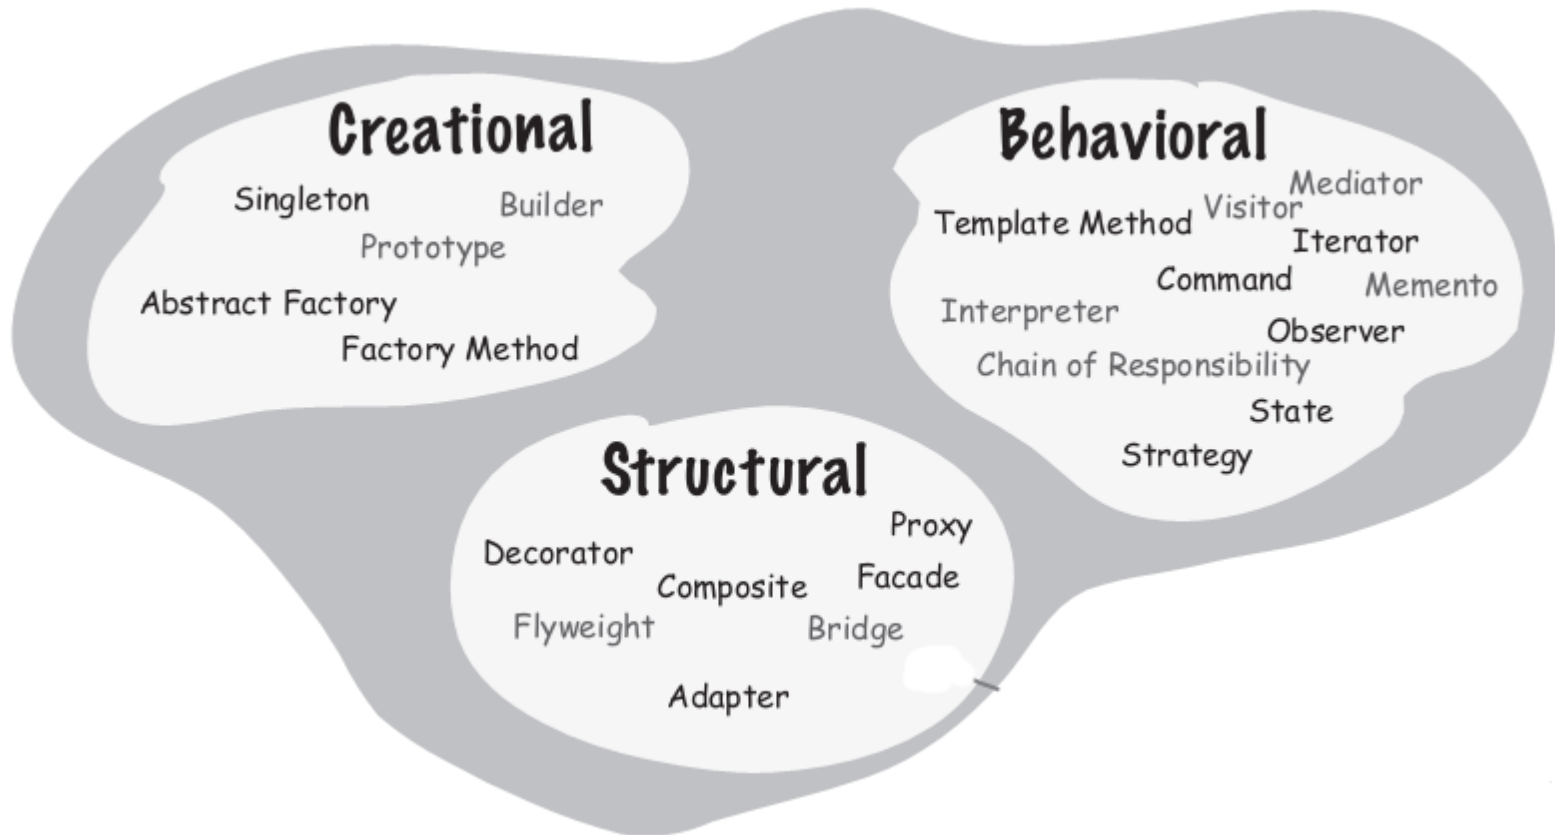 Creational
Singleton
Builder
Prototype
Abstract Factory
Factory Method
Behavioral
Mediator
Visitor
Template Method
Iterator
Command
Memento
Interpreter
Observer
Chain of Responsibility
State
Strategy
Structural
Proxy
Decorator
Facade
Composite
Flyweight
Bridge
Adapter